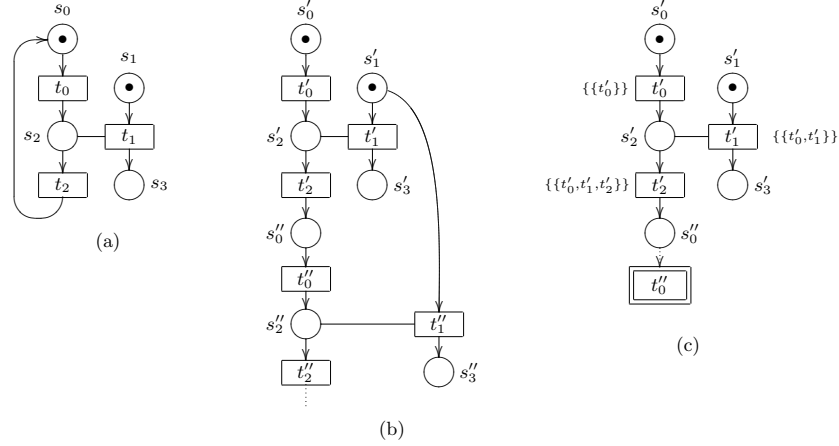 s₀
s₁
t₀
s₂
t₁
t₂
s₃
(a)
s′₀
t′₀
s′₁
s′₂
t′₁
t′₂
s′₃
s″₀
t″₀
s″₂
t″₁
t″₂
s″₃
(b)
s′₀
{{t′₀}}
t′₀
s′₁
s′₂
t′₁
{{t′₀,t′₁}}
{{t′₀,t′₁,t′₂}}
t′₂
s′₃
s″₀
t″₀
(c)